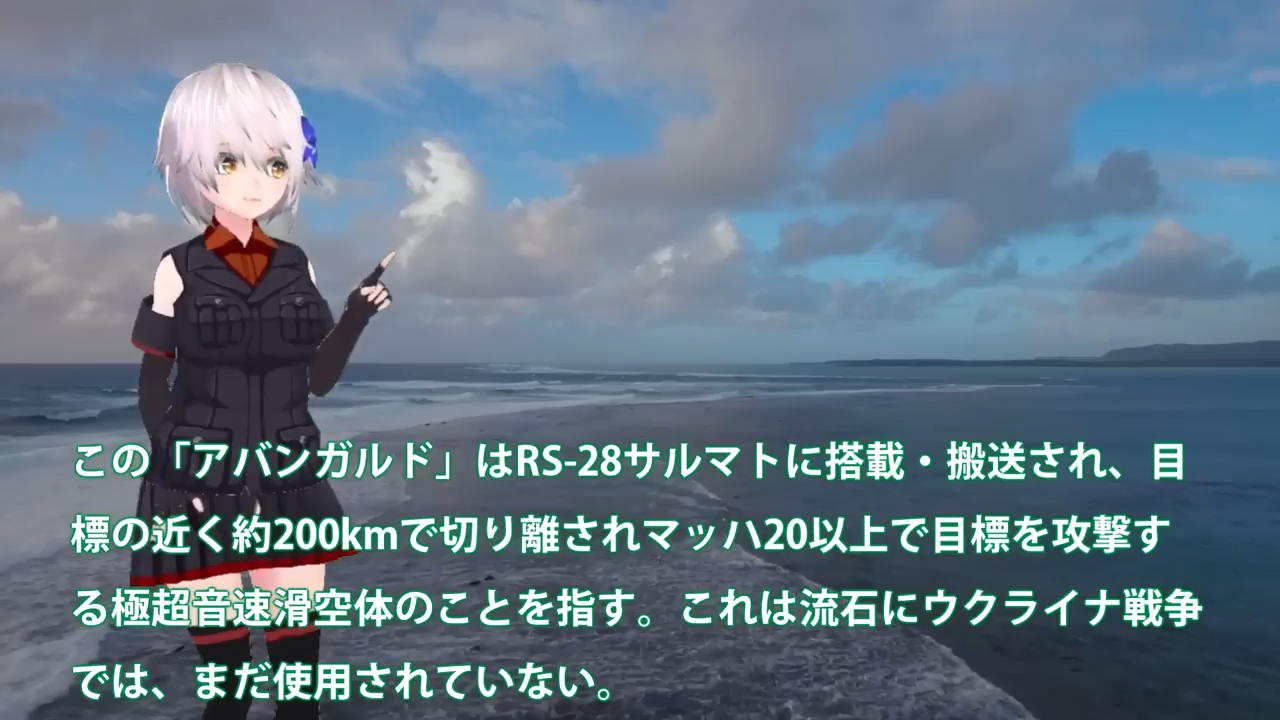 この「アバンガルド」はRS-28サルマトに搭載・搬送され、目
標の近く約200kmで切り離されマッハ20以上で目標を攻撃す
る極超音速滑空体のことを指す。これは流石にウクライナ戦争
では、まだ使用されていない。